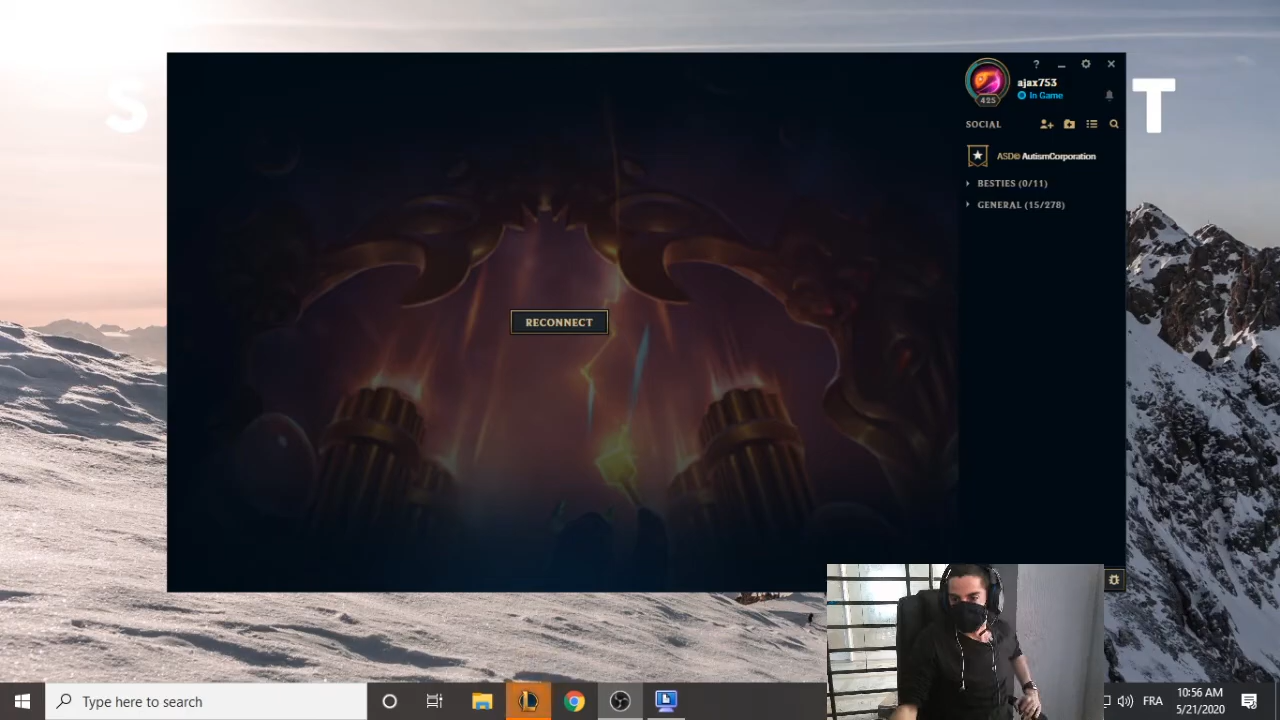 S
T
?
ajax753
425
In Game
SOCIAL
ASD© AutismCorporation
BESTIES (0/11)
GENERAL (15/278)
RECONNECT
Type here to search
FRA
10:56 AM
5/21/2020